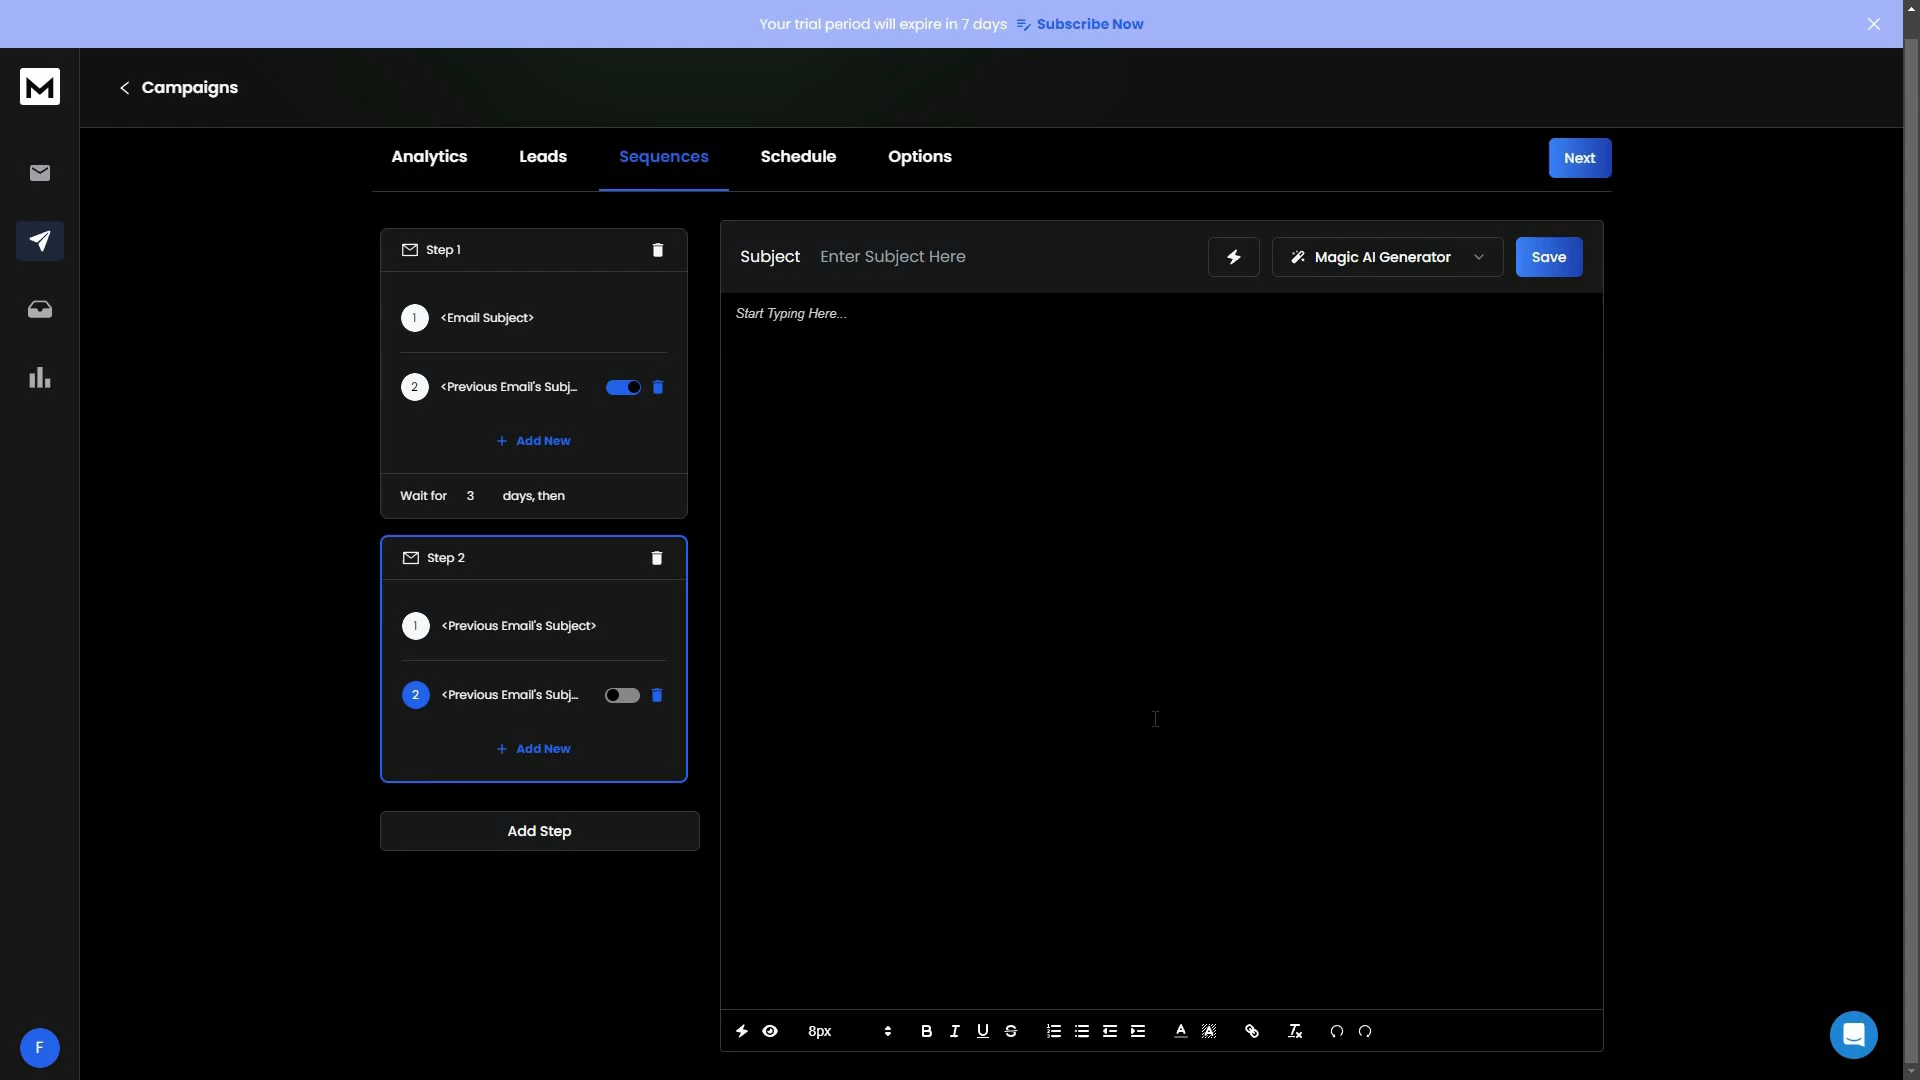 Your trial period will expire in 7 days Subscribe Now
M
Campaigns
Analytics Leads Sequences Schedule Options Next
Step 1
1 <Email Subject>
2 <Previous Email's Subj...
+ Add New
Wait for 3 days, then
Step 2
1 <Previous Email's Subject>
2 <Previous Email's Subj...
+ Add New
Add Step
Subject Enter Subject Here Magic AI Generator Save
Start Typing Here...
8px B I U S A A
F